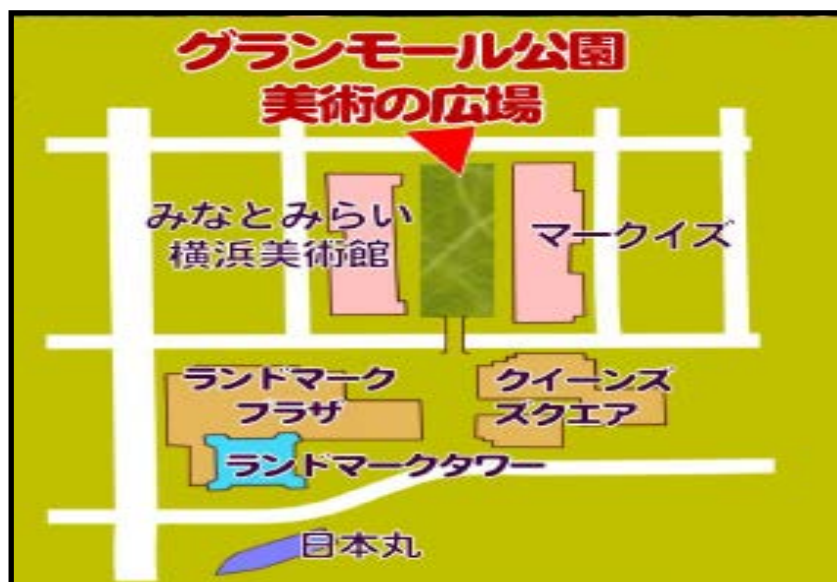 グランモール公園
美術の広場
みなとみらい
横浜美術館
マークイズ
ランドマーク
プラザ
クイーンズ
ズクエア
ランドマークタワー
日本丸